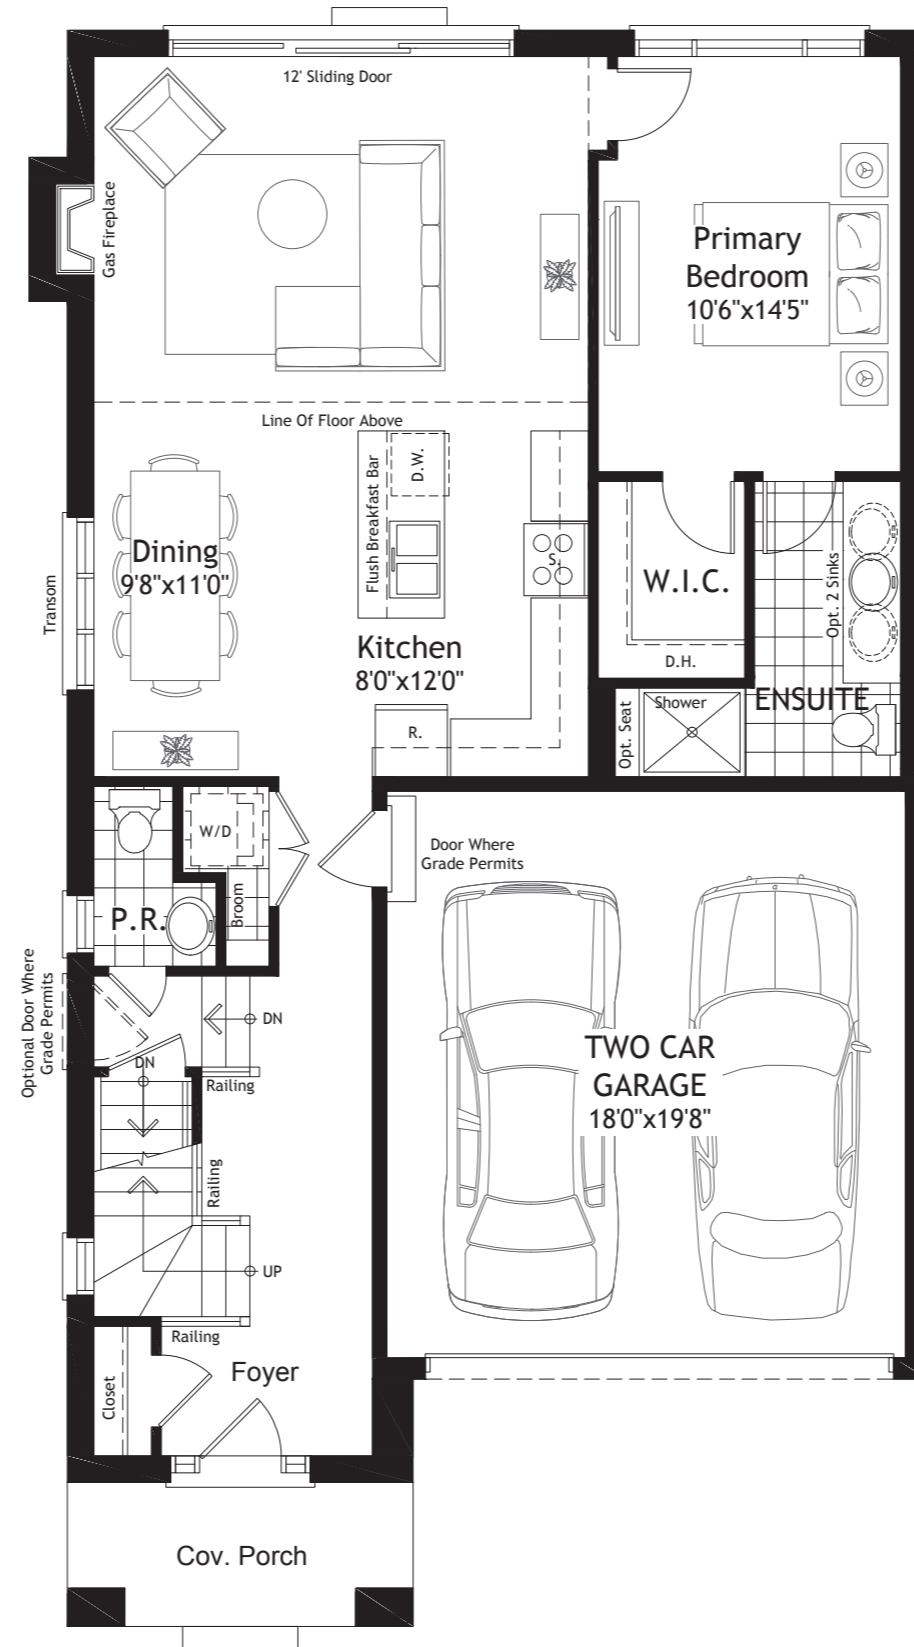 12' Sliding Door
Gas Fireplace
Primary
Bedroom
10'6"x14'5"
Line Of Floor Above
D.W.
Flush Breakfast Bar
Dining
9'8"x11'0"
Transom
S.
W.I.C.
Opt. 2 Sinks
Kitchen
8'0"x12'0"
D.H.
ENSUITE
Shower
Opt. Seat
R.
W/D
Door Where
Grade Permits
Broom
P.R.
Optional Door Where
Grade Permits
DN
DN
Railing
TWO CAR
GARAGE
18'0"x19'8"
Railing
UP
Railing
Foyer
Closet
Cov. Porch